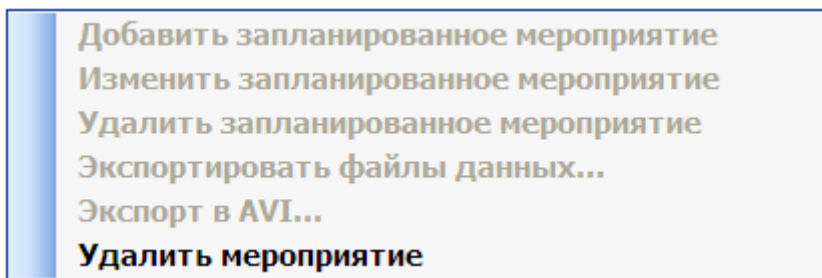 Добавить запланированное мероприятие
Изменить запланированное мероприятие
Удалить запланированное мероприятие
Экспортировать файлы данных...
Экспорт в AVI...
Удалить мероприятие